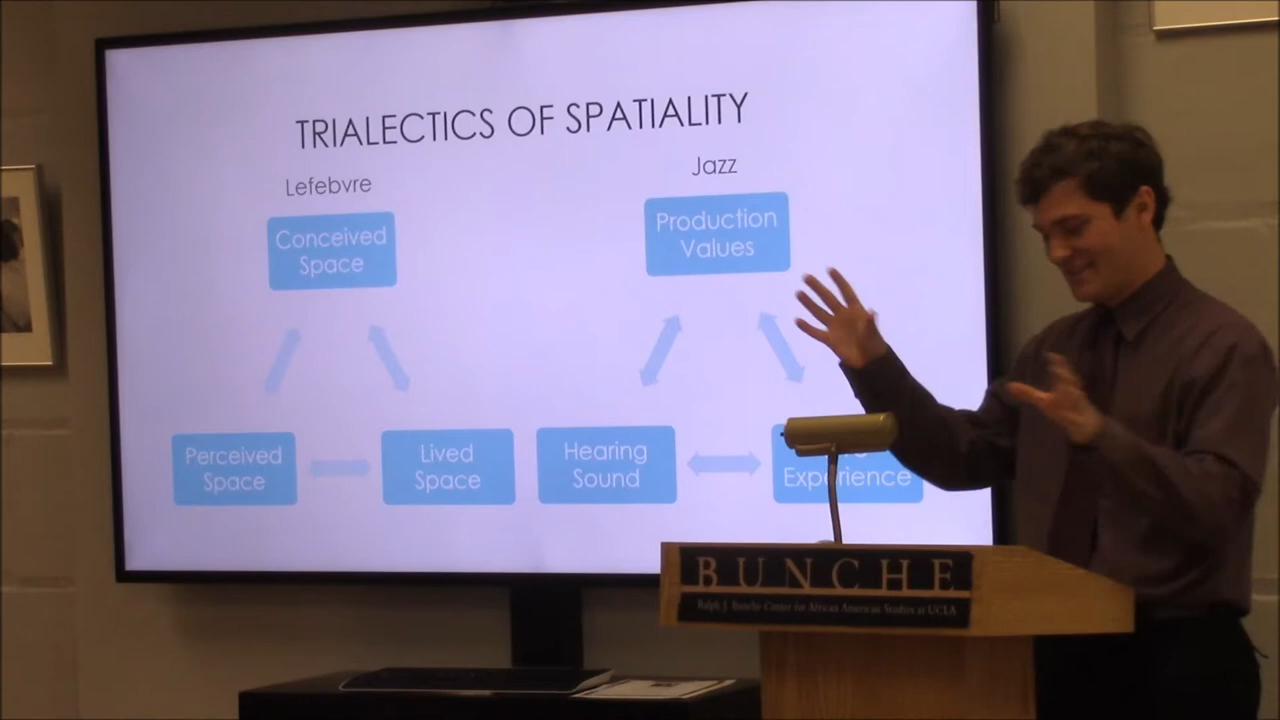 TRIALECTICS OF SPATIALITY
Lefebvre
Conceived
Space
Perceived
Space
Lived
Space
Jazz
Production
Values
Hearing
Sound
Experience
BUNCHE
Ralph J. Bunche Center for African American Studies at UCLA